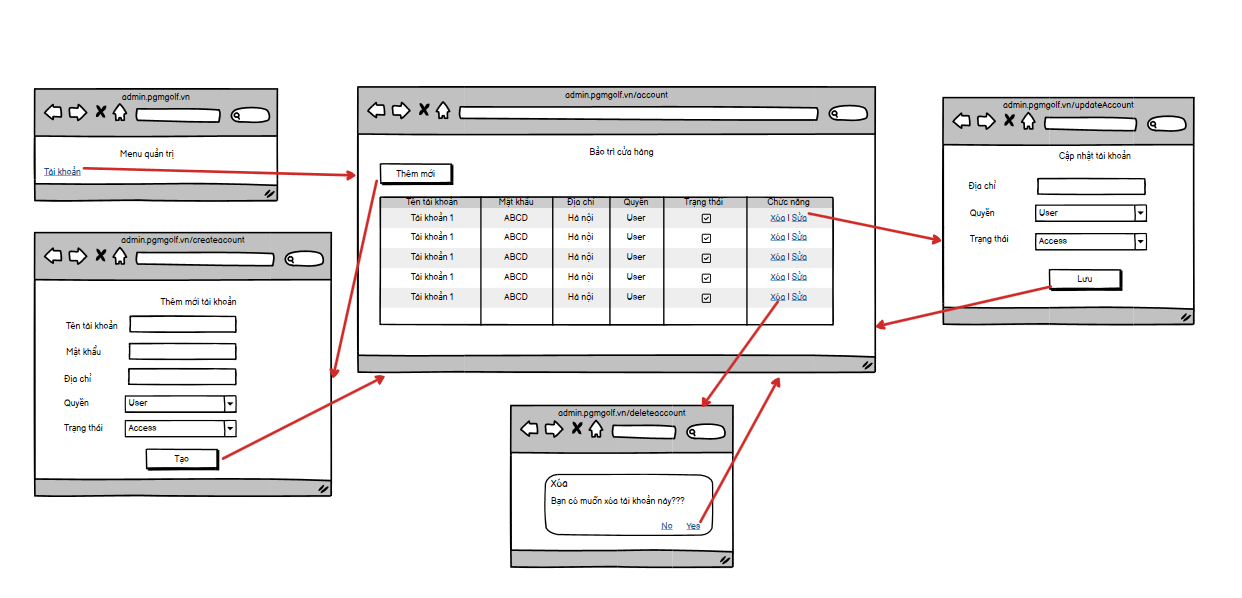 admin.pgmgolf.vn
Menu quản trị
Tài khoản
admin.pgmgolf.vn/account
Bảo trì cửa hàng
Thêm mới
Tên tài khoản Mật khẩu Địa chỉ Quyền Trạng thái Chức năng
Tài khoản 1 ABCD Hà nội User Xóa | Sửa
Tài khoản 1 ABCD Hà nội User Xóa | Sửa
Tài khoản 1 ABCD Hà nội User Xóa | Sửa
Tài khoản 1 ABCD Hà nội User Xóa | Sửa
Tài khoản 1 ABCD Hà nội User Xóa | Sửa
admin.pgmgolf.vn/updateAccount
Cập nhật tài khoản
Địa chỉ
Quyền User
Trạng thái Access
Lưu
admin.pgmgolf.vn/createacount
Thêm mới tài khoản
Tên tài khoản
Mật khẩu
Địa chỉ
Quyền User
Trạng thái Access
Tạo
admin.pgmgolf.vn/deleteaccount
Xóa
Bạn có muốn xóa tài khoản này???
No Yes